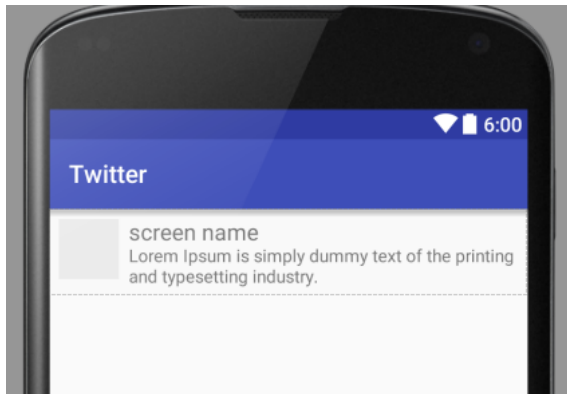 6:00
Twitter
screen name
Lorem Ipsum is simply dummy text of the printing
and typesetting industry.